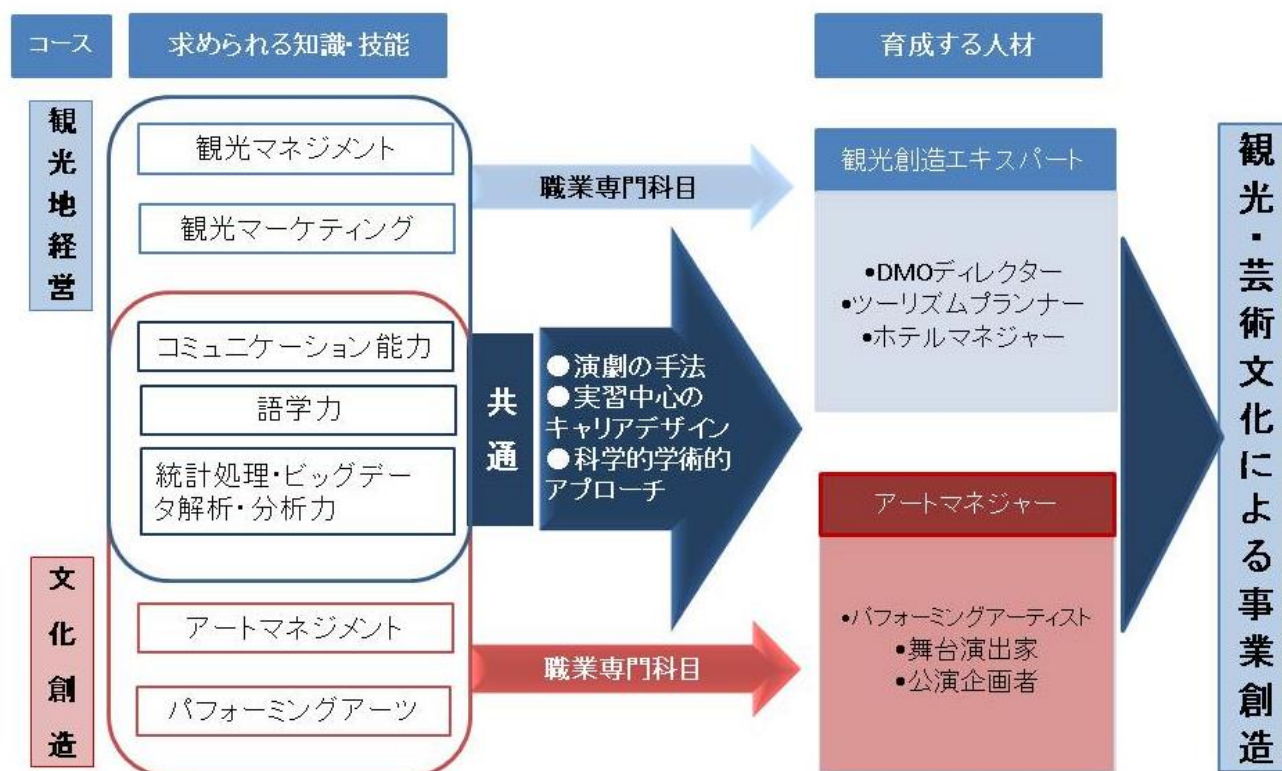 コース
求められる知識・技能
育成する人材
観光地経営
観光マネジメント
観光マーケティング
コミュニケーション能力
語学力
統計処理・ビッグデー
タ解析・分析力
文化創造
アートマネジメント
パフォーミングアーツ
職業専門科目
共通
●演劇の手法
●実習中心の
キャリアデザイン
●科学的学術的
アプローチ
職業専門科目
観光創造エキスパート
•DMOディレクター
•ツーリズムプランナー
•ホテルマネジャー
アートマネジャー
•パフォーミングアーティスト
•舞台演出家
•公演企画者
観光・芸術文化による事業創造